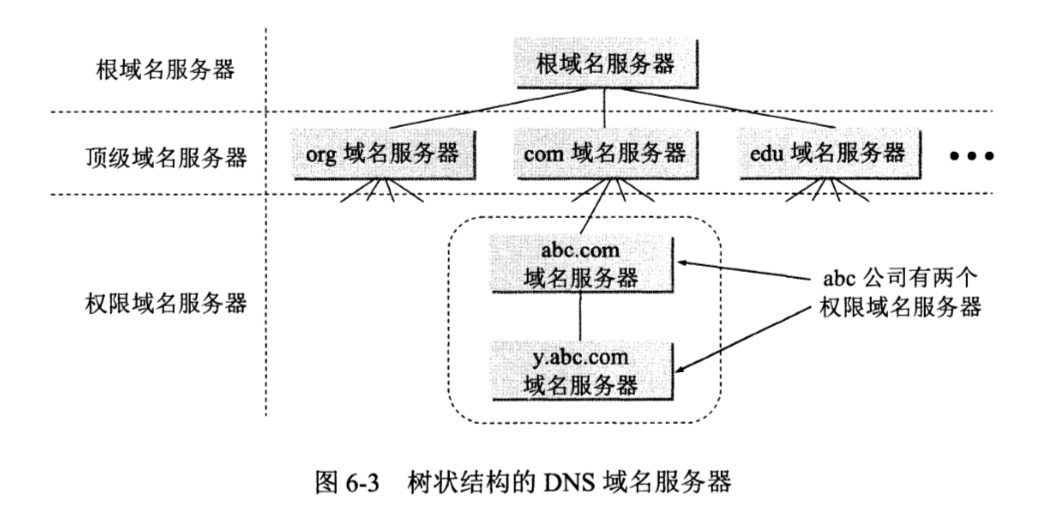 根域名服务器
根域名服务器
顶级域名服务器
org 域名服务器
com 域名服务器
edu 域名服务器
•••
权限域名服务器
abc.com
域名服务器
y.abc.com
域名服务器
abc 公司有两个
权限域名服务器
图 6-3 树状结构的 DNS 域名服务器